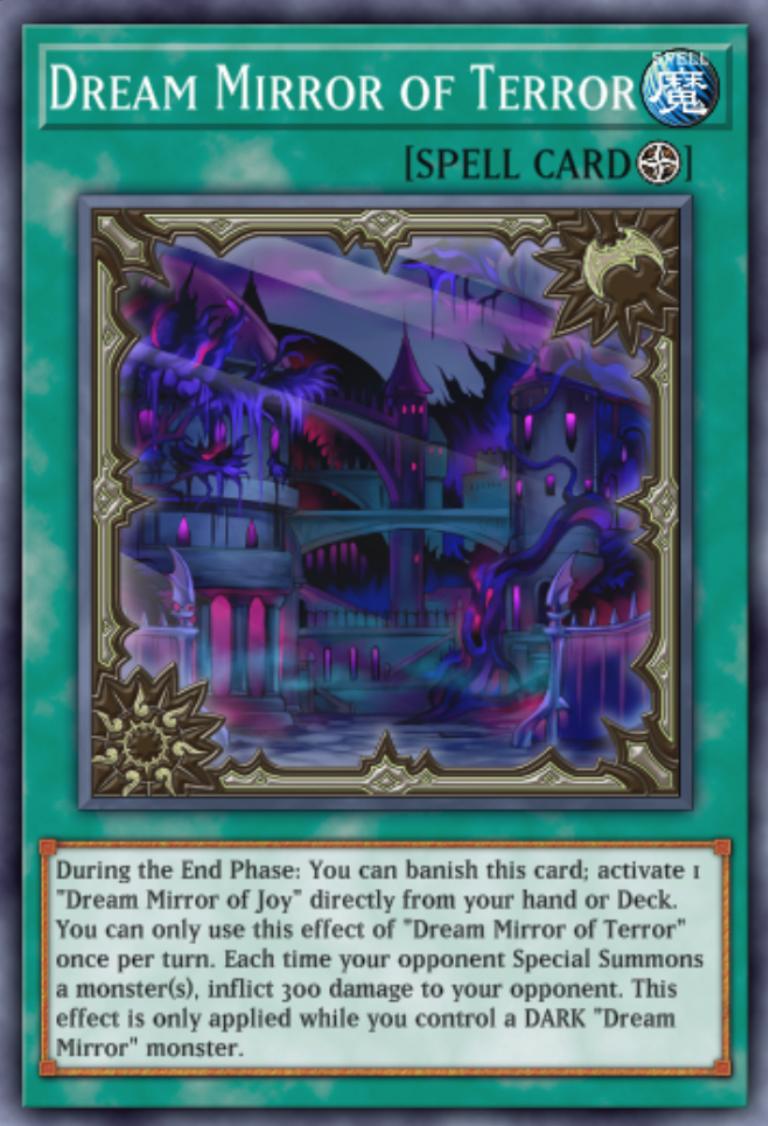 DREAM MIRROR OF TERROR
SPELL
魔
[SPELL CARD]
During the End Phase: You can banish this card; activate 1
"Dream Mirror of Joy" directly from your hand or Deck.
You can only use this effect of "Dream Mirror of Terror"
once per turn. Each time your opponent Special Summons
a monster(s), inflict 300 damage to your opponent. This
effect is only applied while you control a DARK "Dream
Mirror" monster.